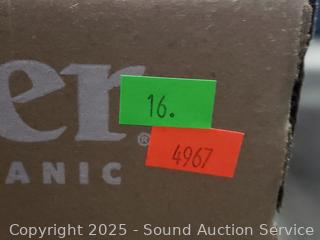 er®
16.
4967
ANIC
Copyright 2025 - Sound Auction Service